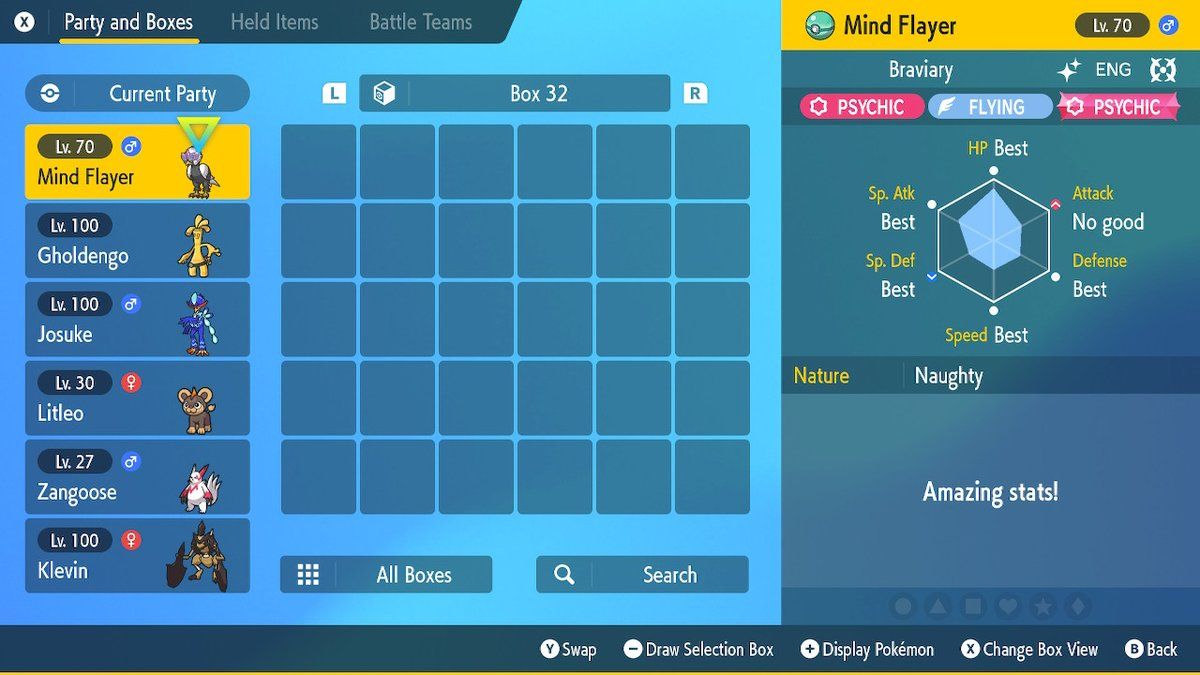 X Party and Boxes Held Items Battle Teams
Current Party
Lv. 70
Mind Flayer
Lv. 100
Gholdengo
Lv. 100
Josuke
Lv. 30
Litleo
Lv. 27
Zangoose
Lv. 100
Klevin
L Box 32 R
All Boxes Search
Mind Flayer Lv. 70
Braviary ENG
PSYCHIC FLYING PSYCHIC
HP Best
Sp. Atk
Best
Attack
No good
Sp. Def
Best
Defense
Best
Speed Best
Nature Naughty
Amazing stats!
Y Swap Draw Selection Box Display Pokémon X Change Box View B Back